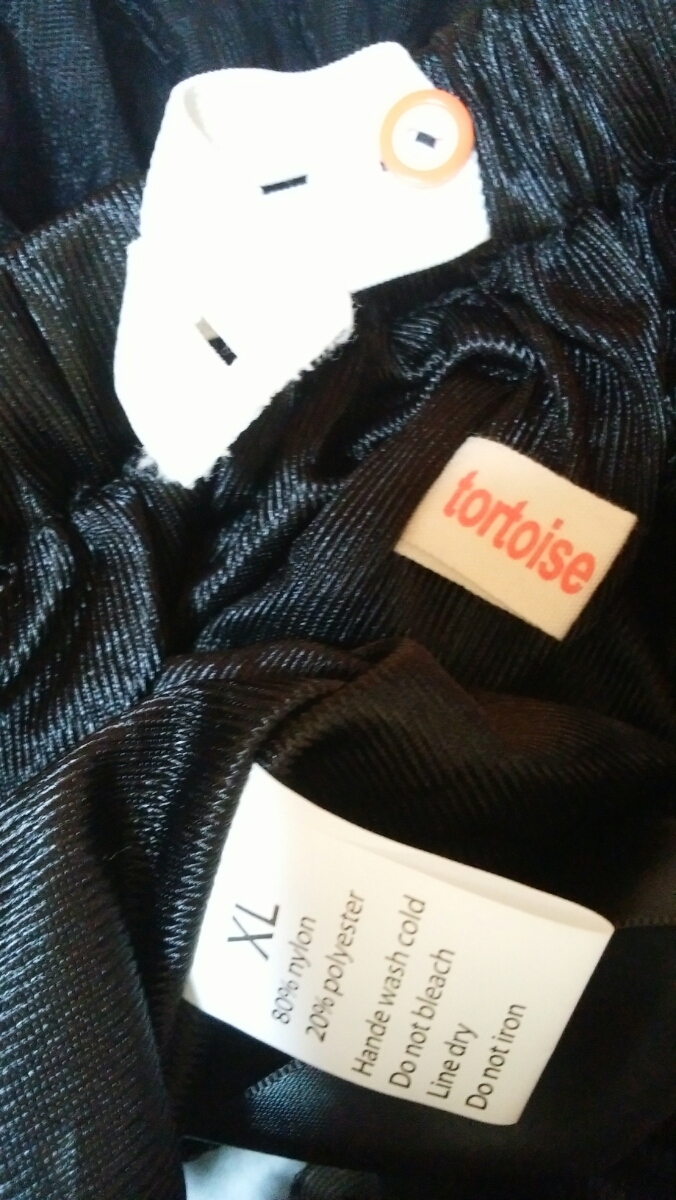 tortoise
XL
80% nylon
20% polyester
Hande wash cold
Do not bleach
Line dry
Do not iron